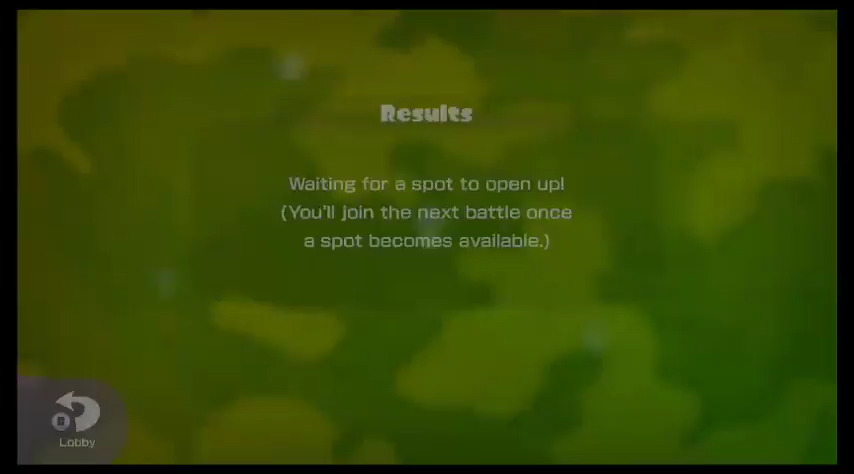 Results
Waiting for a spot to open up!
(You'll join the next battle once
a spot becomes available.)
B
Lobby